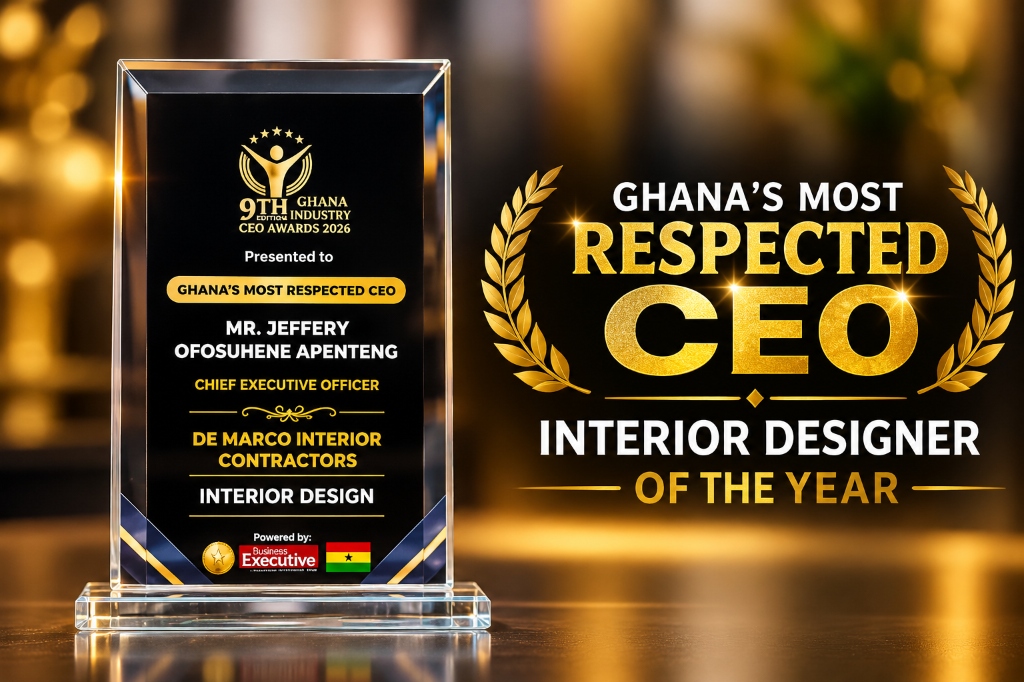 9TH EDITION GHANA INDUSTRY
CEO AWARDS 2026
Presented to
GHANA'S MOST RESPECTED CEO
MR. JEFFERY
OFOSUHENE APENTENG
CHIEF EXECUTIVE OFFICER
DE MARCO INTERIOR
CONTRACTORS
INTERIOR DESIGN
Powered by:
Business
Executive
GHANA'S MOST
RESPECTED
CEO
INTERIOR DESIGNER
OF THE YEAR